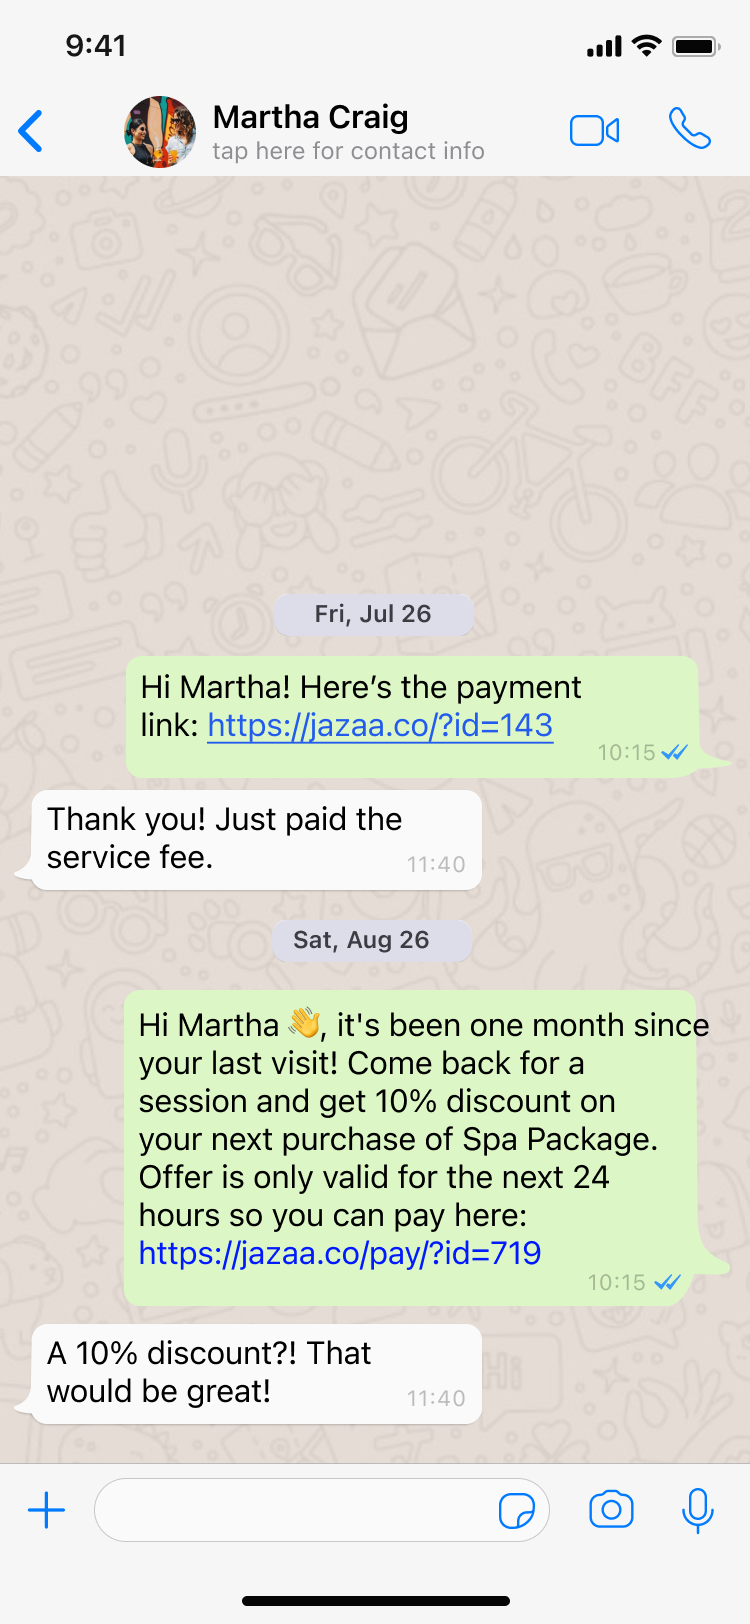 9:41
Martha Craig
tap here for contact info
Fri, Jul 26
Hi Martha! Here’s the payment
link: https://jazaa.co/?id=143
10:15
Thank you! Just paid the
service fee.
11:40
Sat, Aug 26
Hi Martha 👋, it's been one month since
your last visit! Come back for a
session and get 10% discount on
your next purchase of Spa Package.
Offer is only valid for the next 24
hours so you can pay here:
https://jazaa.co/pay/?id=719
10:15
A 10% discount?! That
would be great!
11:40
BFF
Hi